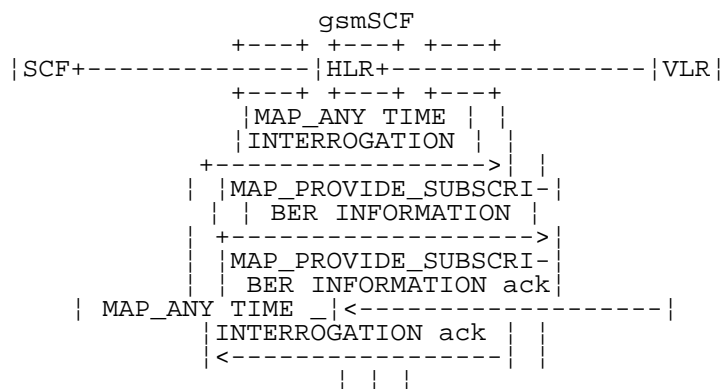 gsmSCF
+---+ +---+ +---+
¦SCF+--------------¦HLR+----------------¦VLR¦
+---+ +---+ +---+
¦MAP_ANY TIME ¦ ¦
¦INTERROGATION ¦ ¦
+----------------->¦ ¦
¦ ¦MAP_PROVIDE_SUBSCRI-¦
¦ ¦ BER INFORMATION ¦
¦ +------------------->¦
¦ ¦MAP_PROVIDE_SUBSCRI-¦
¦ ¦ BER INFORMATION ack¦
¦ MAP_ANY TIME _¦<-------------------¦
¦INTERROGATION ack ¦ ¦
¦<-----------------¦ ¦
¦ ¦ ¦